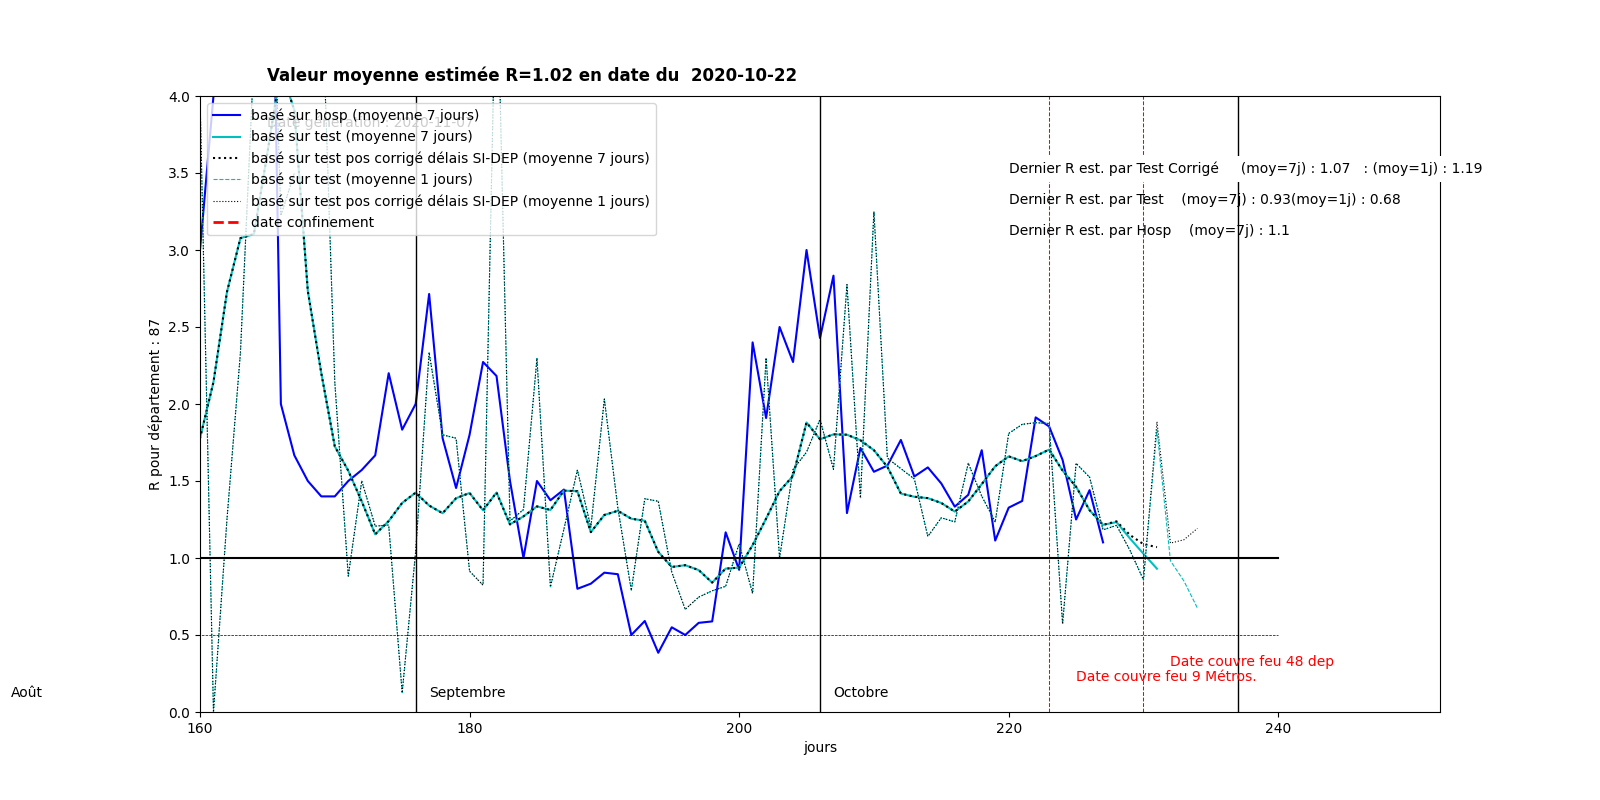 Valeur moyenne estimée R=1.02 en date du  2020-10-22
4.0
3.5
3.0
2.5
2.0
1.5
1.0
0.5
0.0
R pour département : 87
Date generation : 2020-11-07
basé sur hosp (moyenne 7 jours)
basé sur test (moyenne 7 jours)
basé sur test pos corrigé délais SI-DEP (moyenne 7 jours)
basé sur test (moyenne 1 jours)
basé sur test pos corrigé délais SI-DEP (moyenne 1 jours)
date confinement
Dernier R est. par Test Corrigé     (moy=7j) : 1.07   : (moy=1j) : 1.19
Dernier R est. par Test    (moy=7j) : 0.93(moy=1j) : 0.68
Dernier R est. par Hosp    (moy=7j) : 1.1
Date couvre feu 48 dep
Date couvre feu 9 Métros.
Août
Septembre
Octobre
160
180
200
220
240
jours